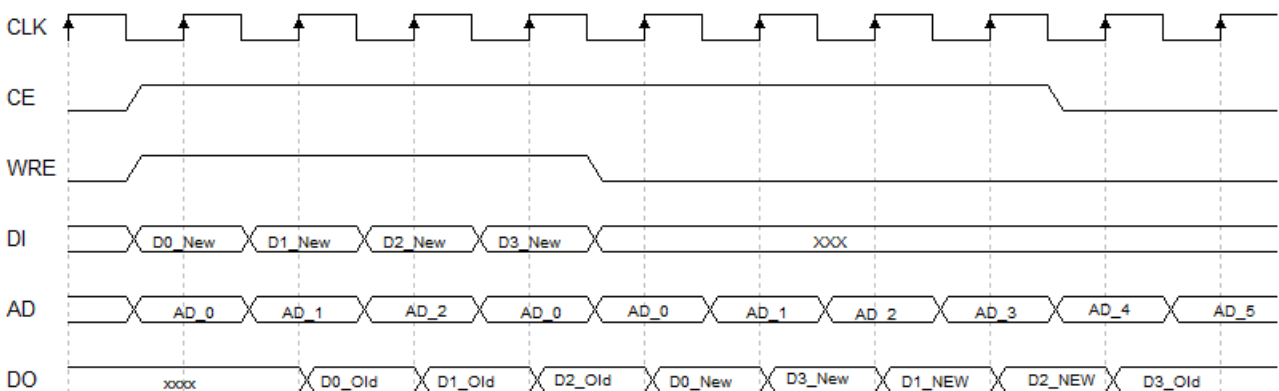 CLK
CE
WRE
DI D0_New D1_New D2_New D3_New XXX
AD AD_0 AD_1 AD_2 AD_0 AD_0 AD_1 AD_2 AD_3 AD_4 AD_5
DO xxxx D0_Old D1_Old D2_Old D0_New D3_New D1_NEW D2_NEW D3_Old